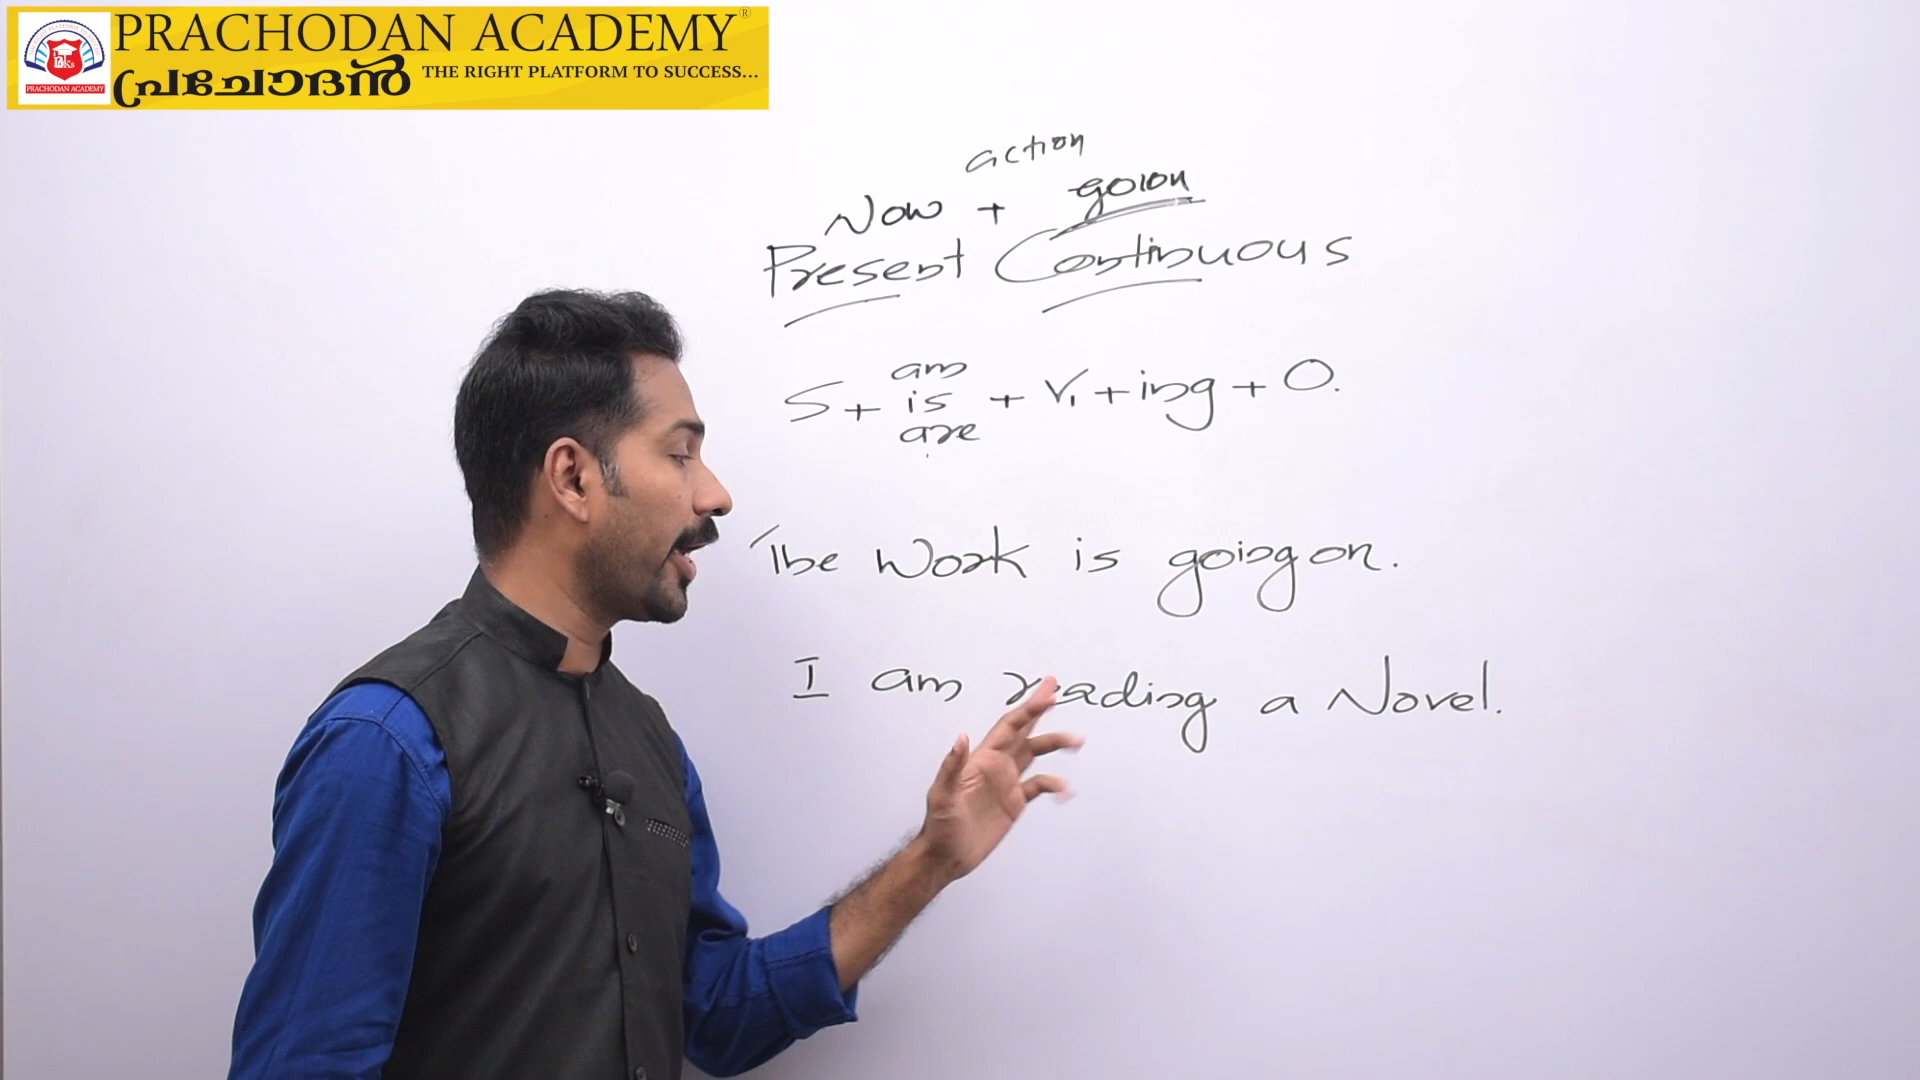 PRACHODAN ACADEMY®
പ്രചോദൻ THE RIGHT PLATFORM TO SUCCESS...
PRACHODAN ACADEMY
action
Now + goion
Present Continuous
am
S + is + V1 + ing + O.
are
The Work is going on.
I am reading a Novel.